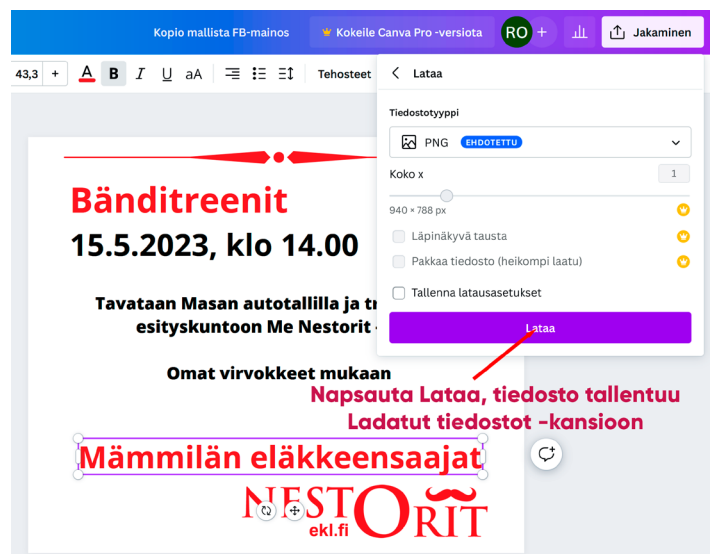 Kopio mallista FB-mainos
Kokeile Canva Pro -versiota
RO
+
Jakaminen
43,3 + A B I U aA Tehosteet
Lataa
Tiedostotyyppi
PNG EHDOTETTU
Koko x
1
940 × 788 px
Läpinäkyvä tausta
Pakkaa tiedosto (heikompi laatu)
Tallenna latausasetukset
Lataa
Napsauta Lataa, tiedosto tallentuu
Ladatut tiedostot -kansioon
Bänditreenit
15.5.2023, klo 14.00
Tavataan Masan autotallilla ja
esityskuntoon Me Nestorit
Omat virvokkeet mukaan
Mämmilän eläkkeensaajat
NESTORIT
ekl.fi